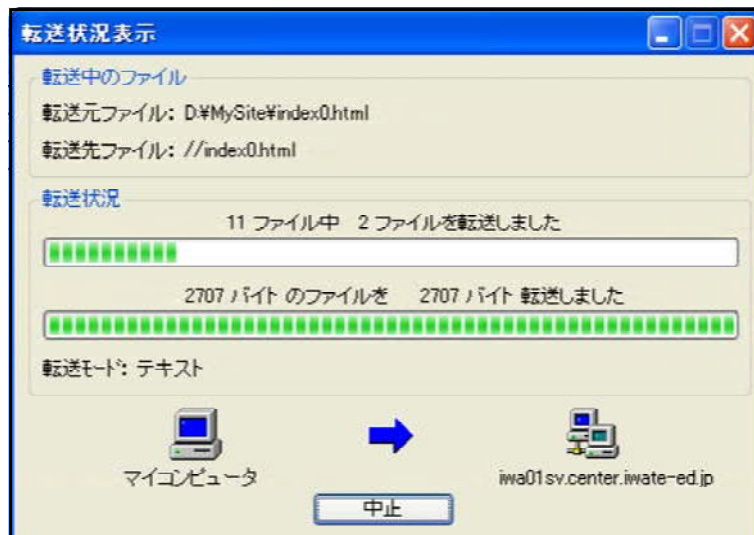 転送状況表示
転送中のファイル
転送元ファイル: D:¥MySite¥index0.html
転送先ファイル: //index0.html
転送状況
11 ファイル中 2 ファイルを転送しました
2707 バイト のファイルを 2707 バイト 転送しました
転送モード: テキスト
マイコンピュータ
iwa01sv.center.iwate-ed.jp
中止